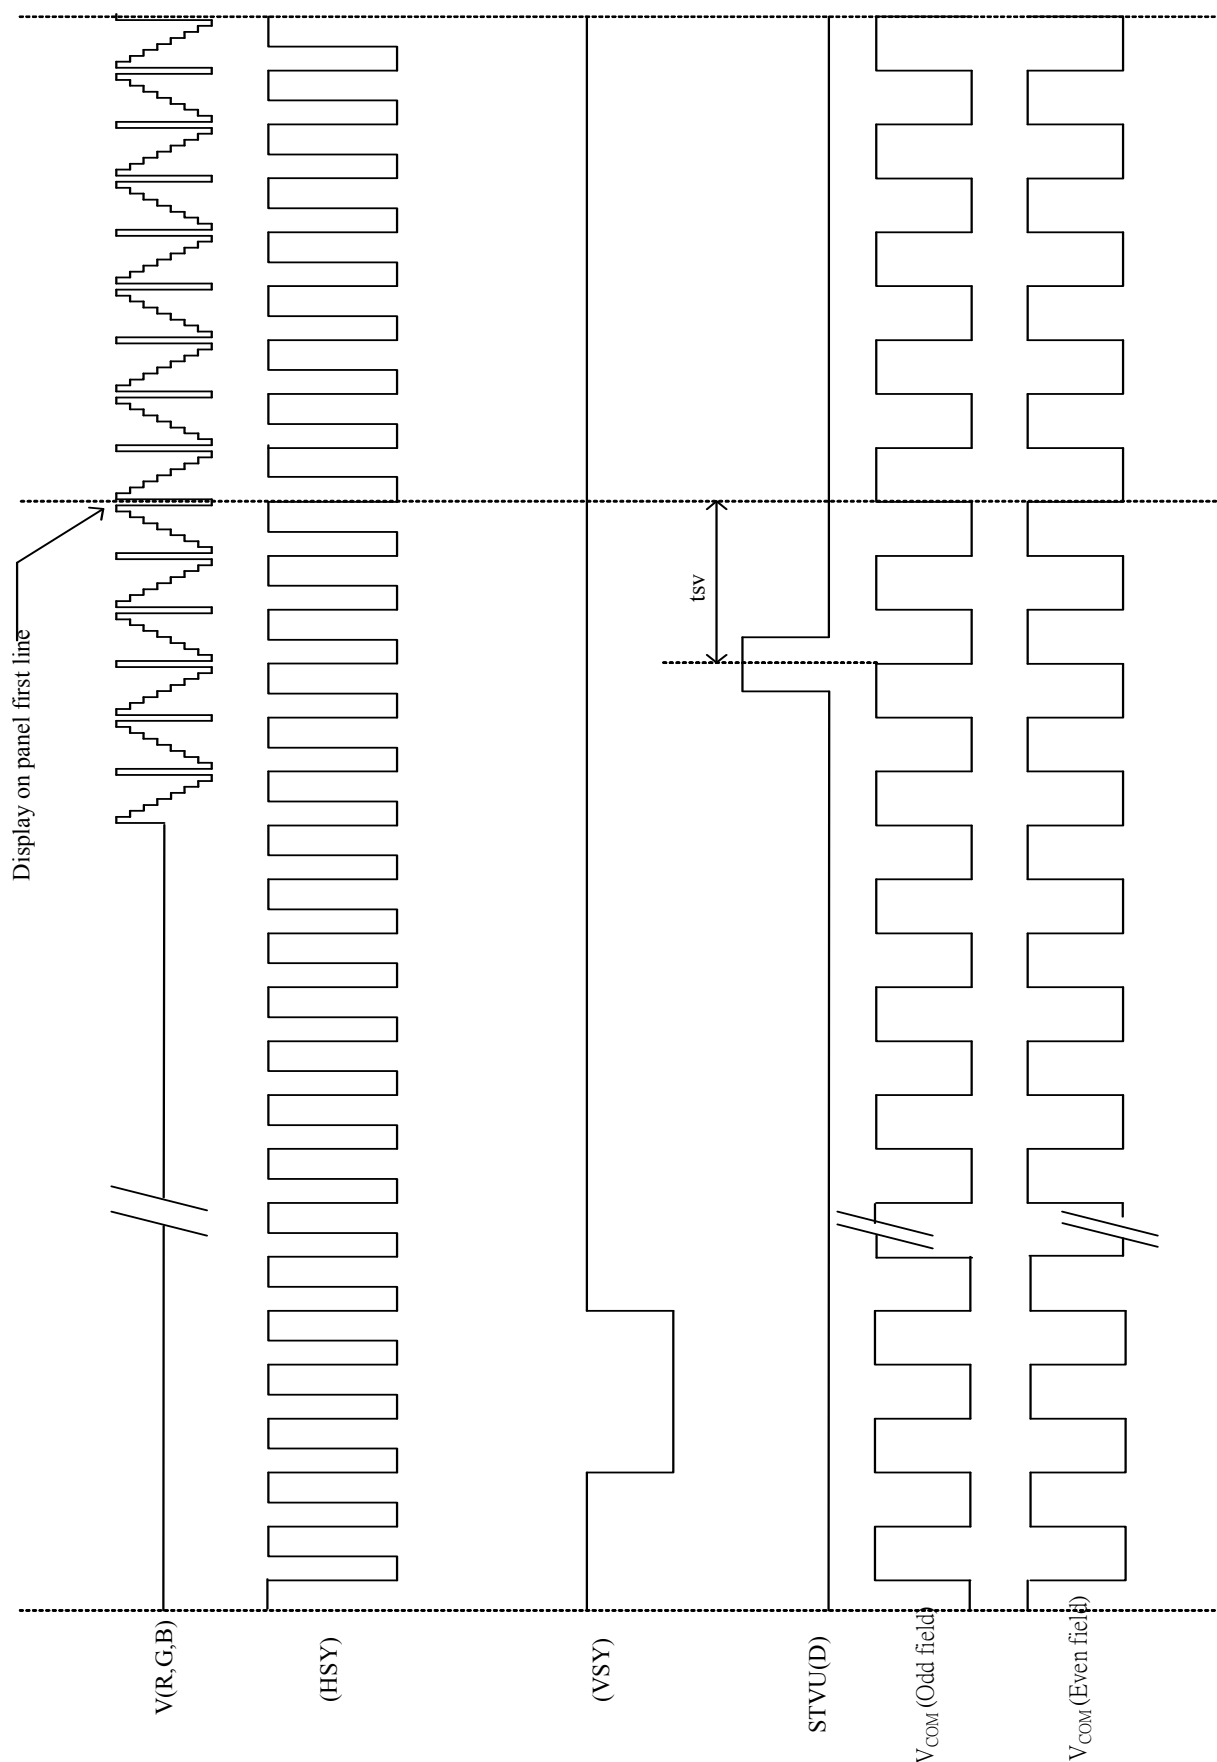 Display on panel first line
tsv
V(R,G,B)
(HSY)
(VSY)
STVU(D)
VCOM (Odd field)
VCOM (Even field)